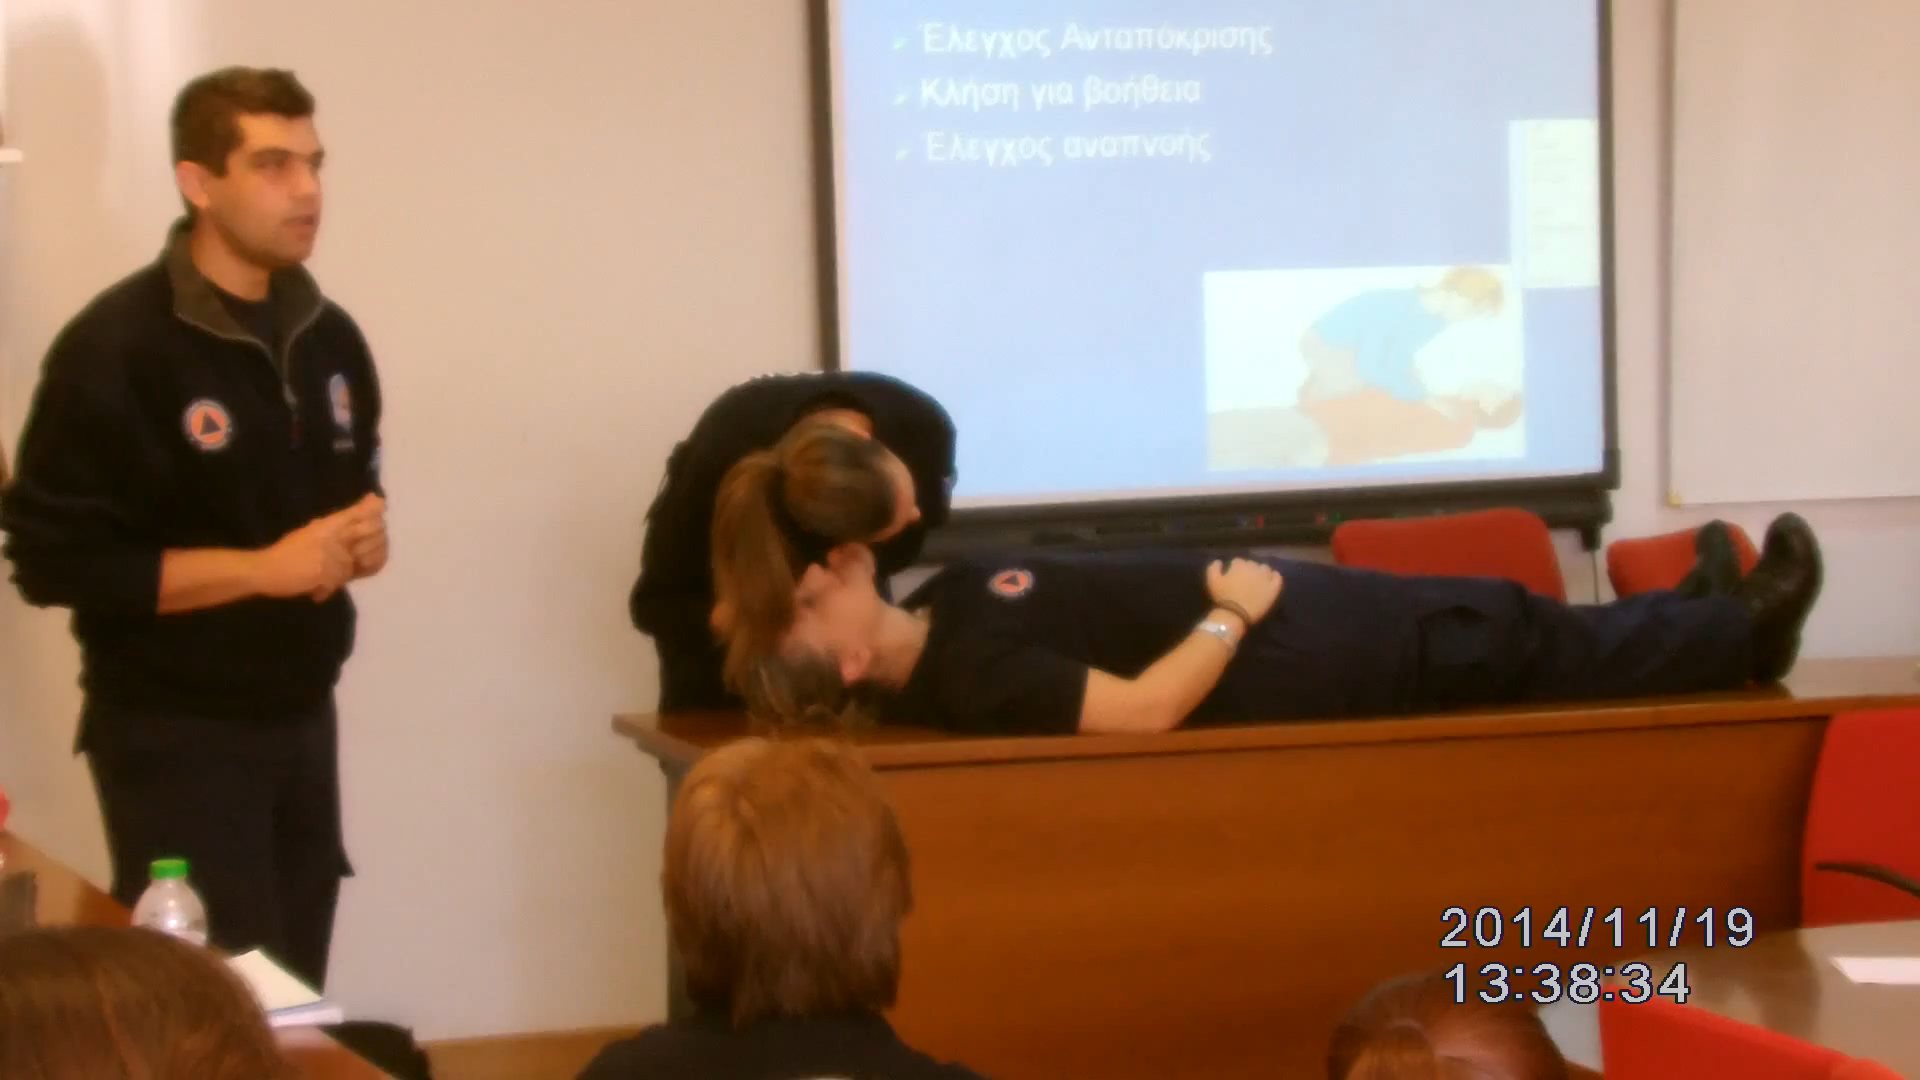 Έλεγχος Ανταπόκρισης
Κλήση για βοήθεια
Έλεγχος αναπνοής
2014/11/19
13:38:34